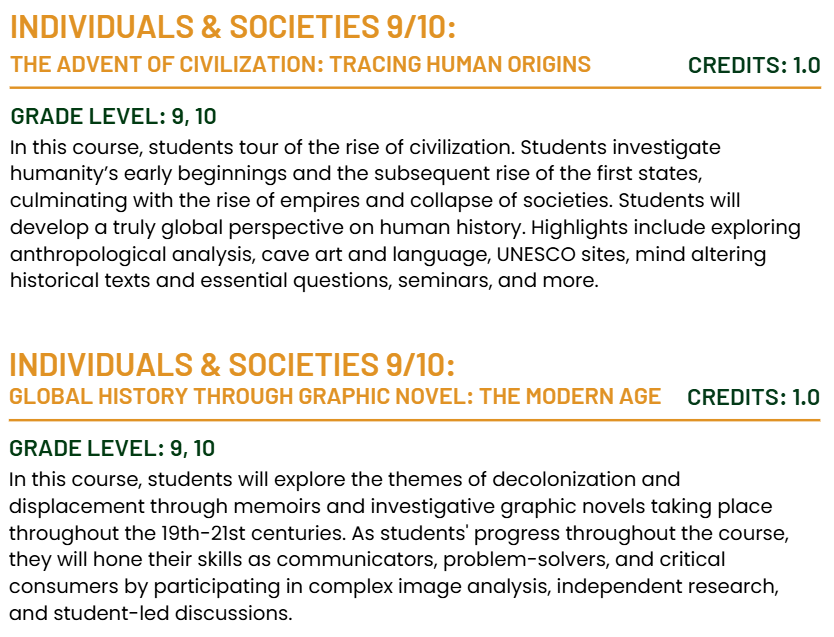 INDIVIDUALS & SOCIETIES 9/10:
THE ADVENT OF CIVILIZATION: TRACING HUMAN ORIGINS CREDITS: 1.0
GRADE LEVEL: 9, 10
In this course, students tour of the rise of civilization. Students investigate
humanity’s early beginnings and the subsequent rise of the first states,
culminating with the rise of empires and collapse of societies. Students will
develop a truly global perspective on human history. Highlights include exploring
anthropological analysis, cave art and language, UNESCO sites, mind altering
historical texts and essential questions, seminars, and more.
INDIVIDUALS & SOCIETIES 9/10:
GLOBAL HISTORY THROUGH GRAPHIC NOVEL: THE MODERN AGE CREDITS: 1.0
GRADE LEVEL: 9, 10
In this course, students will explore the themes of decolonization and
displacement through memoirs and investigative graphic novels taking place
throughout the 19th-21st centuries. As students' progress throughout the course,
they will hone their skills as communicators, problem-solvers, and critical
consumers by participating in complex image analysis, independent research,
and student-led discussions.